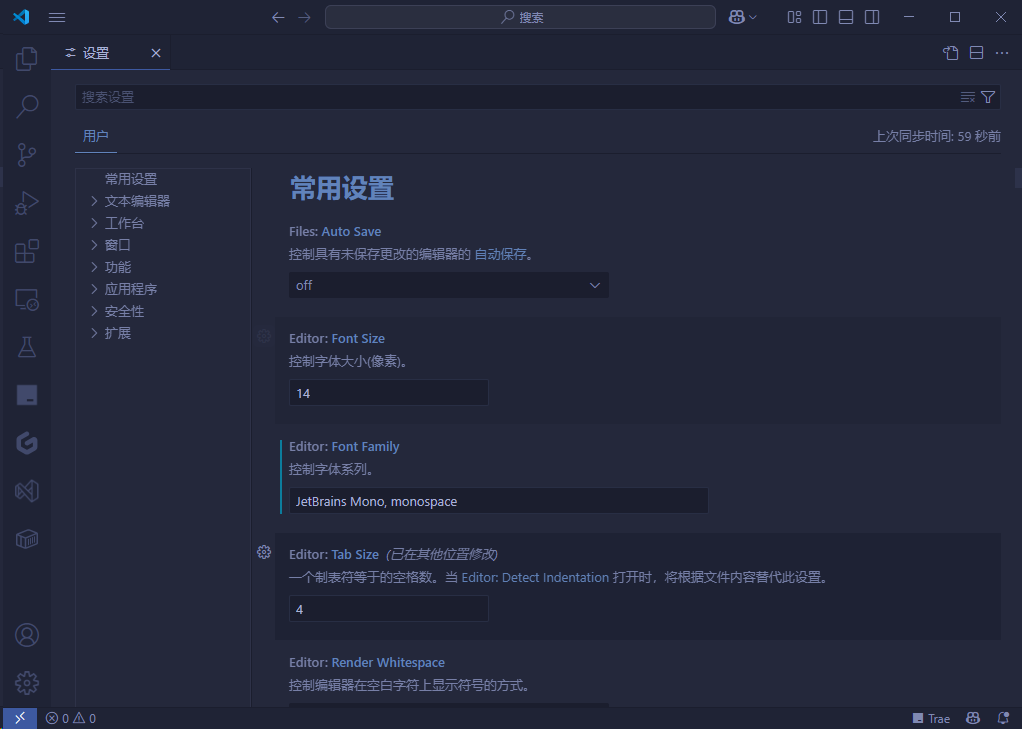 搜索
设置
搜索设置
用户
上次同步时间: 59 秒前
常用设置
文本编辑器
工作台
窗口
功能
应用程序
安全性
扩展
常用设置
Files: Auto Save
控制具有未保存更改的编辑器的 自动保存。
off
Editor: Font Size
控制字体大小(像素)。
14
Editor: Font Family
控制字体系列。
JetBrains Mono, monospace
Editor: Tab Size (已在其他位置修改)
一个制表符等于的空格数。当 Editor: Detect Indentation 打开时，将根据文件内容替代此设置。
4
Editor: Render Whitespace
控制编辑器在空白字符上显示符号的方式。
0 0
Trae